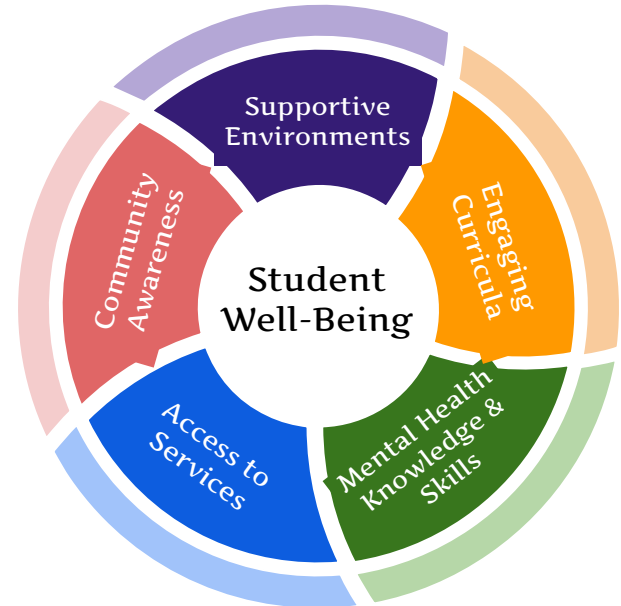 Supportive
Environments
Engaging
Curricula
Mental Health
Knowledge &
Skills
Access to
Services
Community
Awareness
Student
Well-Being